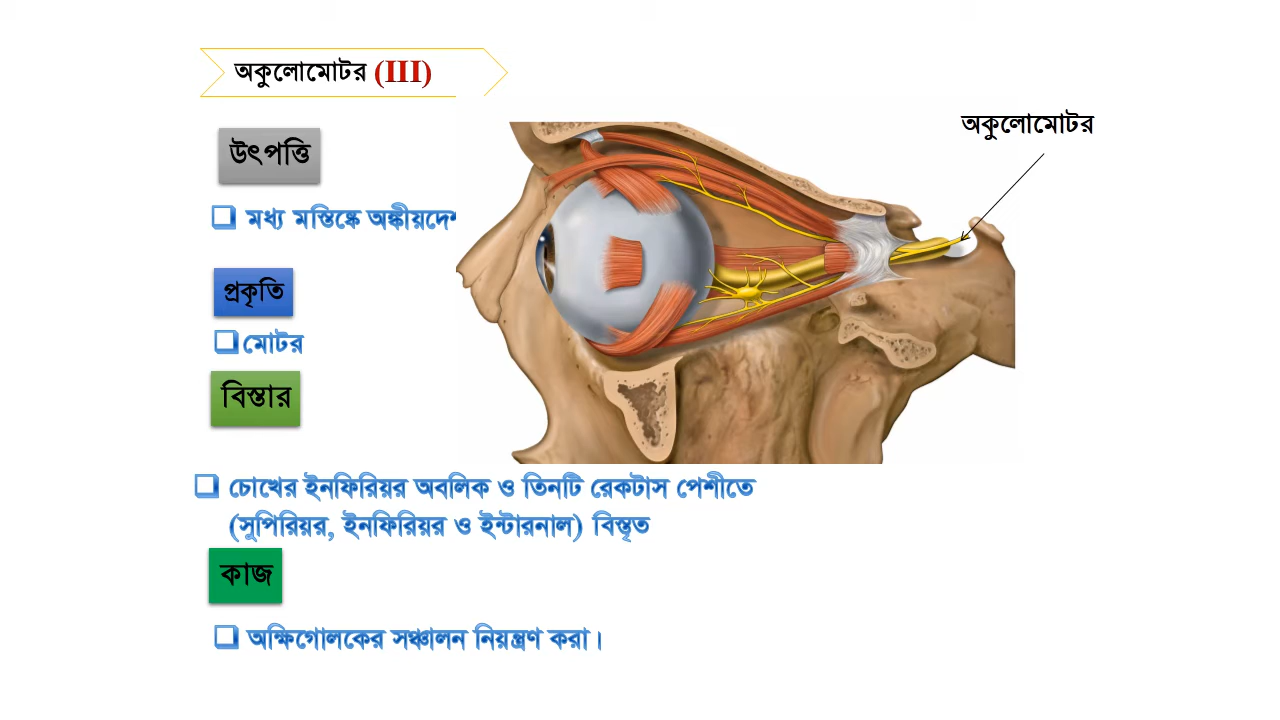 অকুলোমোটর (III)
অকুলোমোটর
উৎপত্তি
❑ মধ্য মস্তিষ্কে
প্রকৃতি
❑ মোটর
বিস্তার
❑ চোখের ইনফিরিয়র অবলিক ও তিনটি রেকটাস পেশীতে
(সুপিরিয়র, ইনফিরিয়র ও ইন্টারনাল) বিস্তৃত
কাজ
❑ অক্ষিগোলকের সঞ্চালন নিয়ন্ত্রণ করা।